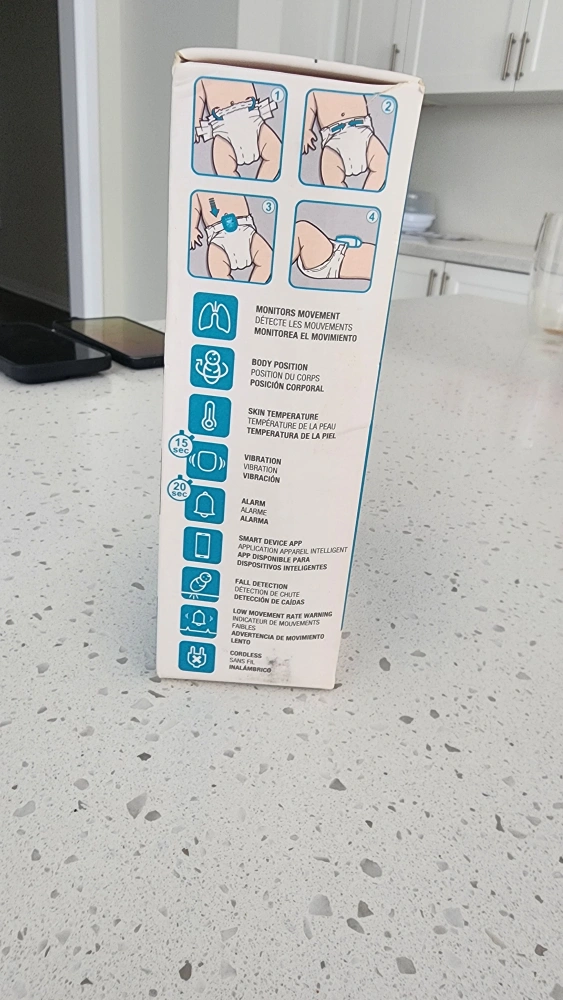 1
2
3
4
MONITORS MOVEMENT
DÉTECTE LES MOUVEMENTS
MONITOREA EL MOVIMIENTO
BODY POSITION
POSITION DU CORPS
POSICIÓN CORPORAL
SKIN TEMPERATURE
TEMPÉRATURE DE LA PEAU
TEMPERATURA DE LA PIEL
15
sec
VIBRATION
VIBRATION
VIBRACIÓN
20
sec
ALARM
ALARME
ALARMA
SMART DEVICE APP
APPLICATION APPAREIL INTELLIGENT
APP DISPONIBLE PARA
DISPOSITIVOS INTELIGENTES
FALL DETECTION
DÉTECTION DE CHUTE
DETECCIÓN DE CAÍDAS
LOW MOVEMENT RATE WARNING
INDICATEUR DE MOUVEMENTS
FAIBLES
ADVERTENCIA DE MOVIMIENTO
LENTO
CORDLESS
SANS FIL
INALÁMBRICO